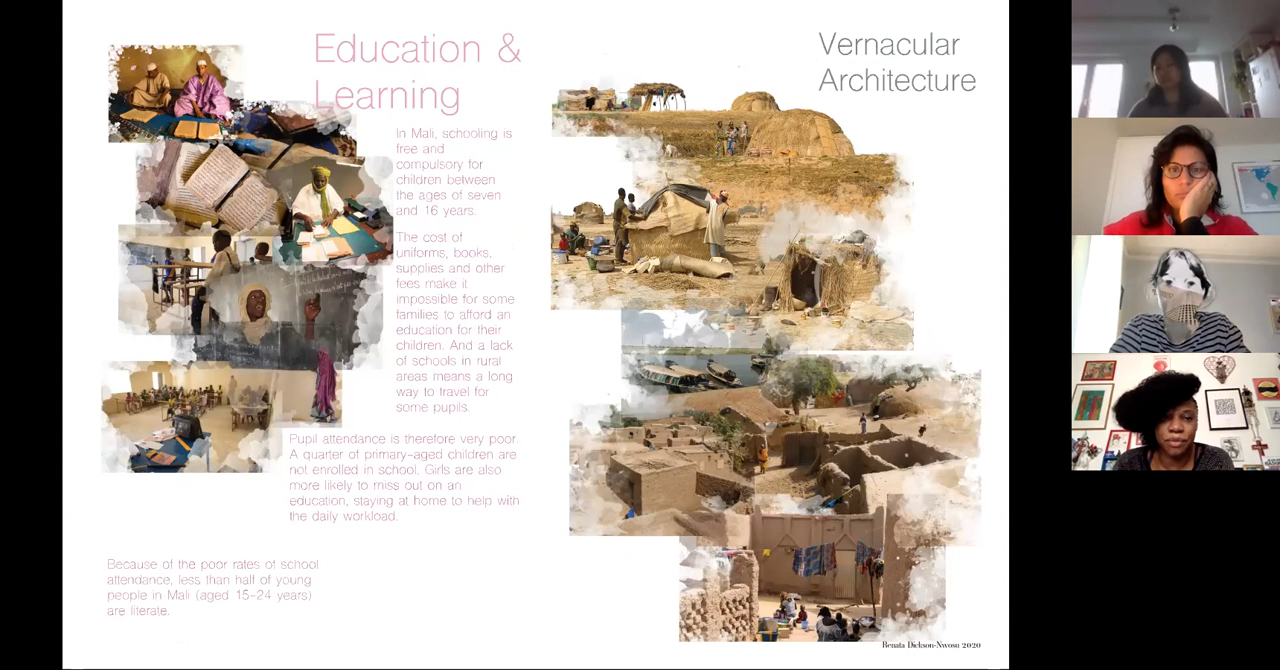 Education &
Learning
In Mali, schooling is
free and
compulsory for
children between
the ages of seven
and 16 years.
The cost of
uniforms, books,
supplies and other
fees make it
impossible for some
families to afford an
education for their
children. And a lack
of schools in rural
areas means a long
way to travel for
some pupils.
Pupil attendance is therefore very poor.
A quarter of primary-aged children are
not enrolled in school. Girls are also
more likely to miss out on an
education, staying at home to help with
the daily workload.
Because of the poor rates of school
attendance, less than half of young
people in Mali (aged 15-24 years)
are literate.
Vernacular
Architecture
Renata Dickson-Nwosu 2020